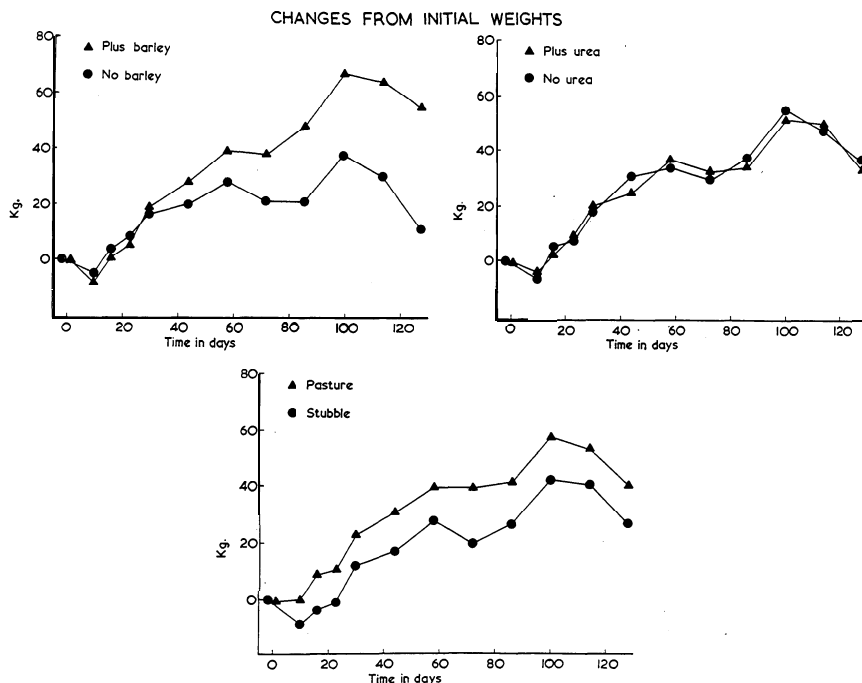 CHANGES FROM INITIAL WEIGHTS
80
60
40
20
0
Kg.
▲ Plus barley
● No barley
0 20 40 60 80 100 120
Time in days
80
60
40
20
0
Kg.
▲ Plus urea
● No urea
0 20 40 60 80 100 120
Time in days
80
60
40
20
0
Kg.
▲ Pasture
● Stubble
0 20 40 60 80 100 120
Time in days